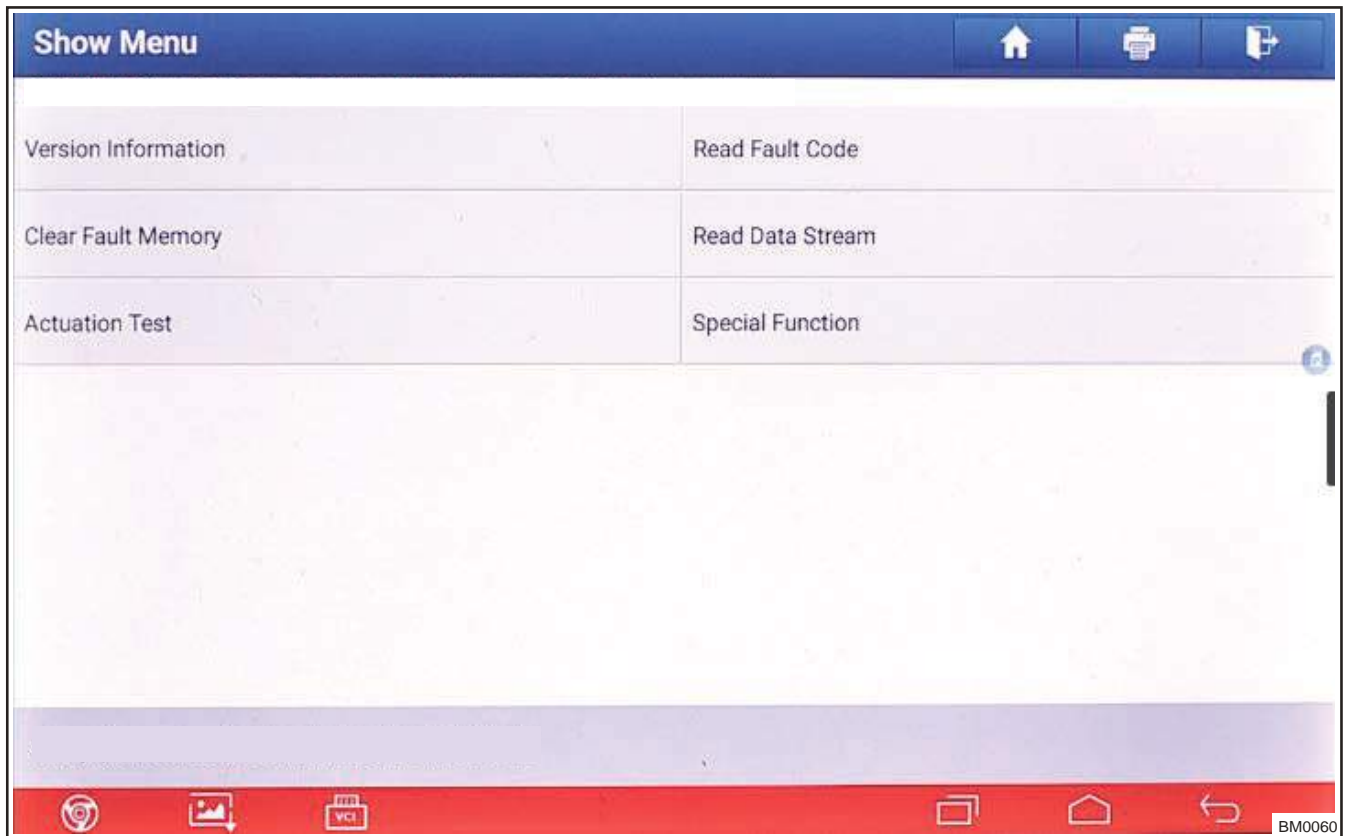 Show Menu
Version Information
Read Fault Code
Clear Fault Memory
Read Data Stream
Actuation Test
Special Function
VCI
BM0060